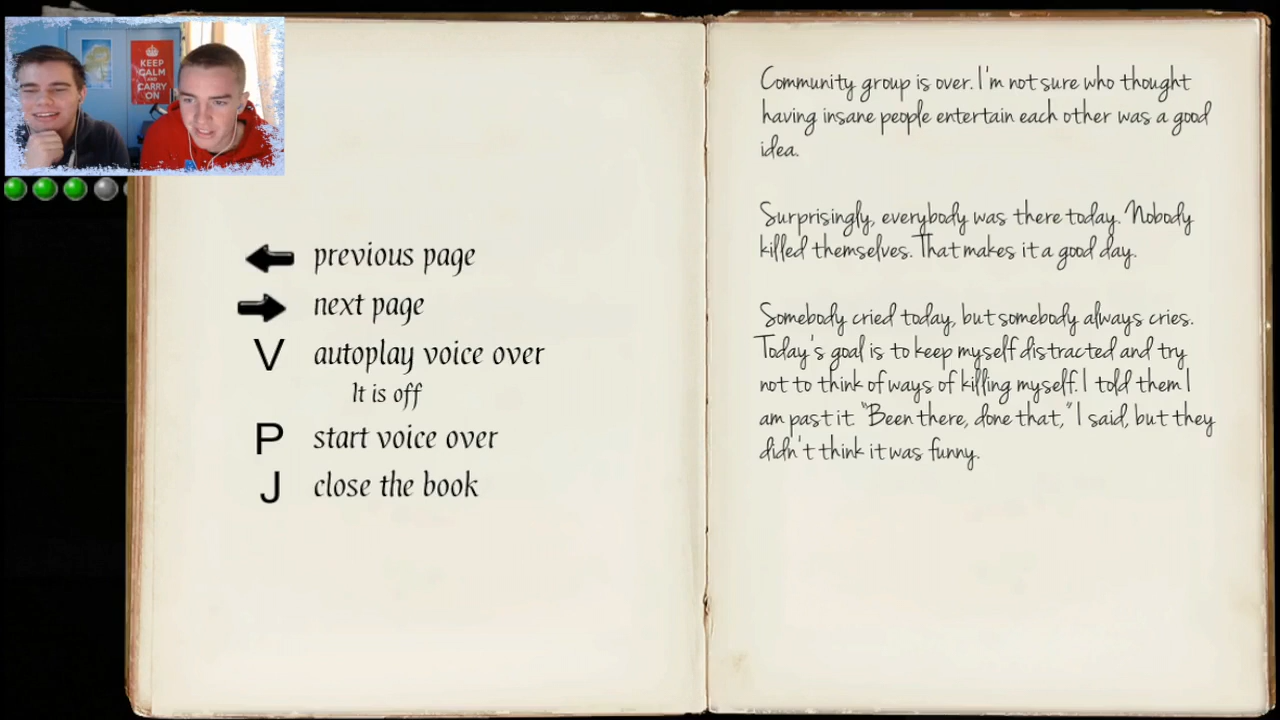 KEEP
CALM
AND
CARRY
ON
previous page
next page
V autoplay voice over
It is off
P start voice over
J close the book
Community group is over. I'm not sure who thought
having insane people entertain each other was a good
idea.
Surprisingly, everybody was there today. Nobody
killed themselves. That makes it a good day.
Somebody cried today, but somebody always cries.
Today's goal is to keep myself distracted and try
not to think of ways of killing myself. I told them I
am past it. "Been there, done that," I said, but they
didn't think it was funny.